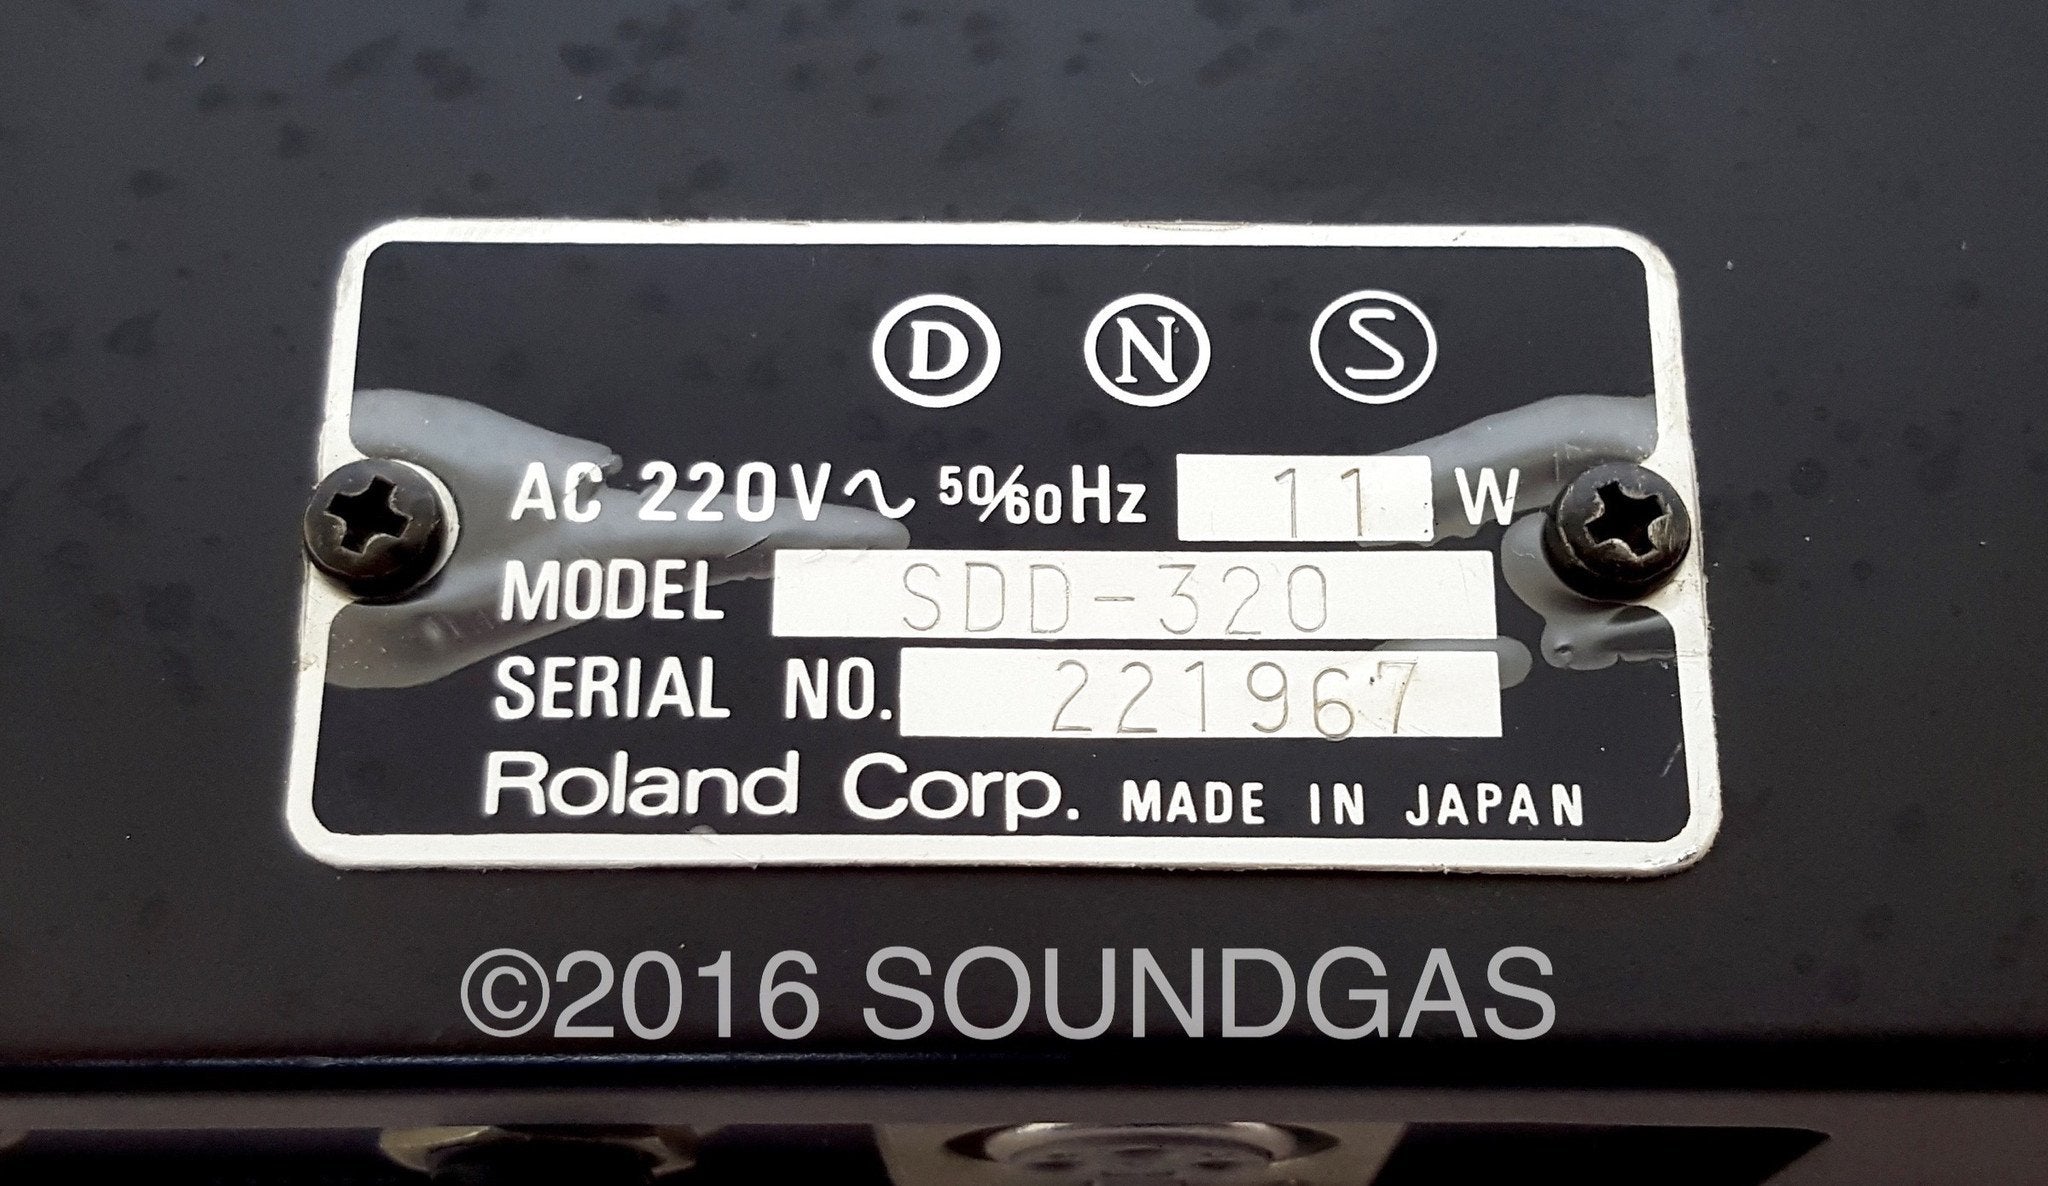 D N S
AC 220V ~ 50/60Hz 11 W
MODEL SDD-320
SERIAL NO. 221967
Roland Corp. MADE IN JAPAN
©2016 SOUNDGAS